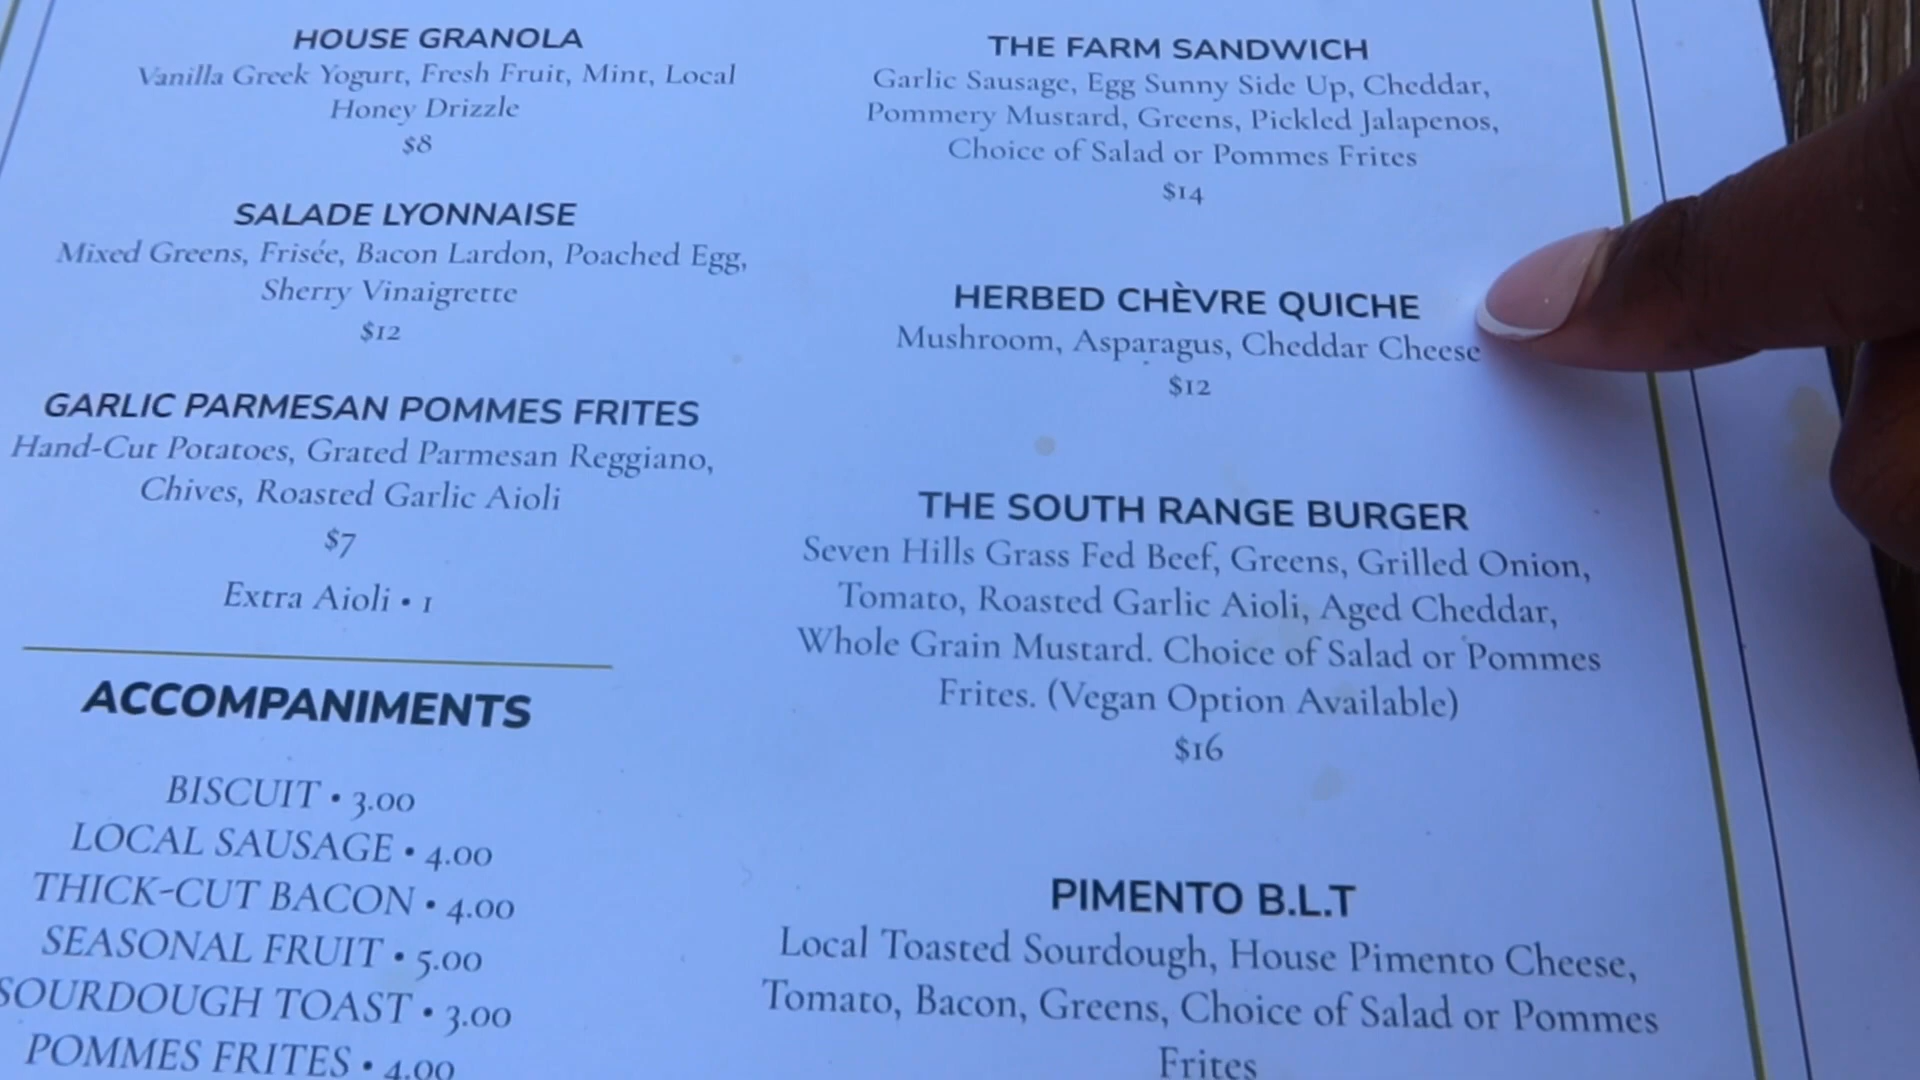 HOUSE GRANOLA
Vanilla Greek Yogurt, Fresh Fruit, Mint, Local
Honey Drizzle
$8
SALADE LYONNAISE
Mixed Greens, Frisée, Bacon Lardon, Poached Egg,
Sherry Vinaigrette
$12
GARLIC PARMESAN POMMES FRITES
Hand-Cut Potatoes, Grated Parmesan Reggiano,
Chives, Roasted Garlic Aioli
$7
Extra Aioli • 1
ACCOMPANIMENTS
BISCUIT • 3.00
LOCAL SAUSAGE • 4.00
THICK-CUT BACON • 4.00
SEASONAL FRUIT • 5.00
SOURDOUGH TOAST • 3.00
POMMES FRITES • 4.00
THE FARM SANDWICH
Garlic Sausage, Egg Sunny Side Up, Cheddar,
Pommery Mustard, Greens, Pickled Jalapenos,
Choice of Salad or Pommes Frites
$14
HERBED CHÈVRE QUICHE
Mushroom, Asparagus, Cheddar Cheese
$12
THE SOUTH RANGE BURGER
Seven Hills Grass Fed Beef, Greens, Grilled Onion,
Tomato, Roasted Garlic Aioli, Aged Cheddar,
Whole Grain Mustard. Choice of Salad or Pommes
Frites. (Vegan Option Available)
$16
PIMENTO B.L.T
Local Toasted Sourdough, House Pimento Cheese,
Tomato, Bacon, Greens, Choice of Salad or Pommes
Frites